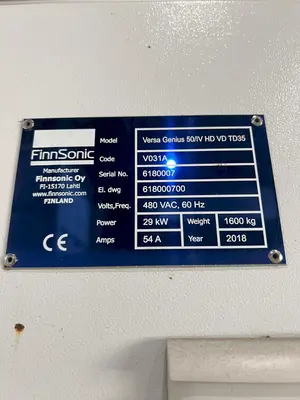 FinnSonic
Manufacturer
Finnsonic Oy
FI-15170 Lahti
www.finnsonic.com
FINLAND
CE
Model Versa Genius 50/IV HD VD TD35
Code V031A
Serial No. 6180007
El. dwg 618000700
Volts,Freq. 480 VAC, 60 Hz
Power 29 kW Weight 1600 kg
Amps 54 A Year 2018